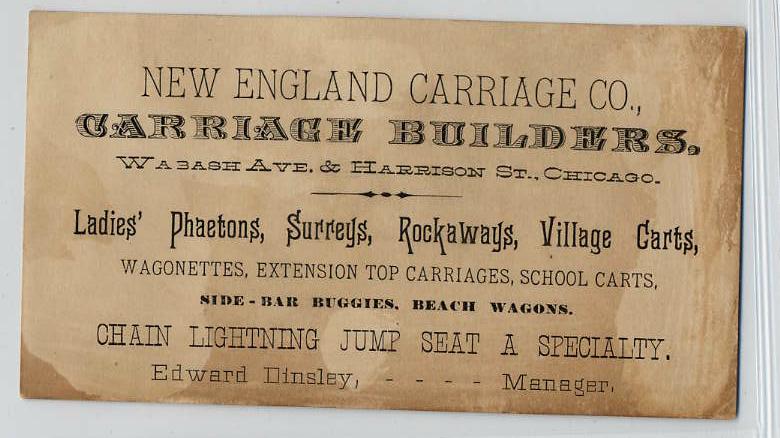 NEW ENGLAND CARRIAGE CO.,
CARRIAGE BUILDERS,
WABASH AVE. & HARRISON ST., CHICAGO.
Ladies' Phaetons, Surreys, Rockaways, Village Carts,
WAGONETTES, EXTENSION TOP CARRIAGES, SCHOOL CARTS,
SIDE-BAR BUGGIES, BEACH WAGONS.
CHAIN LIGHTNING JUMP SEAT A SPECIALTY.
Edward Dinsley, - - - - Manager.